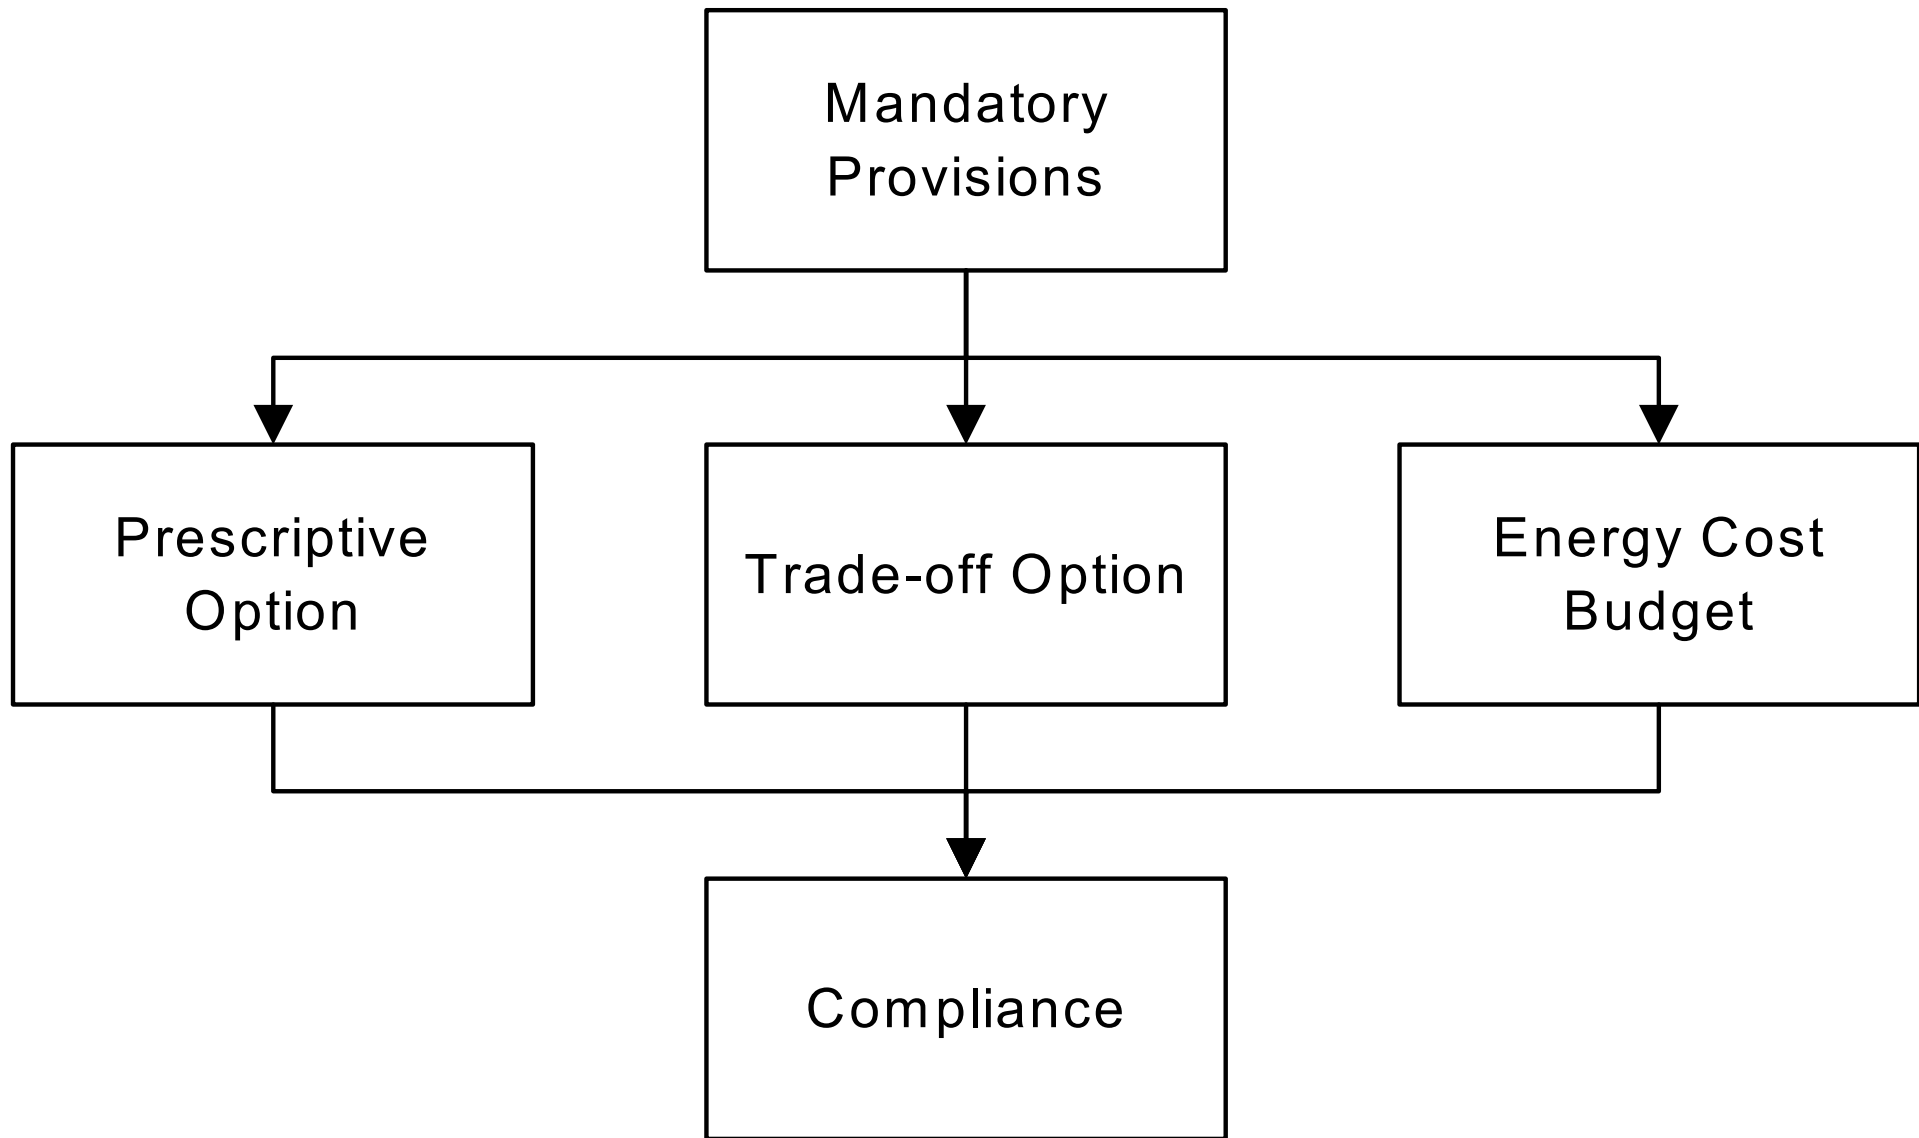 Mandatory
Provisions
Prescriptive
Option
Trade-off Option
Energy Cost
Budget
Compliance